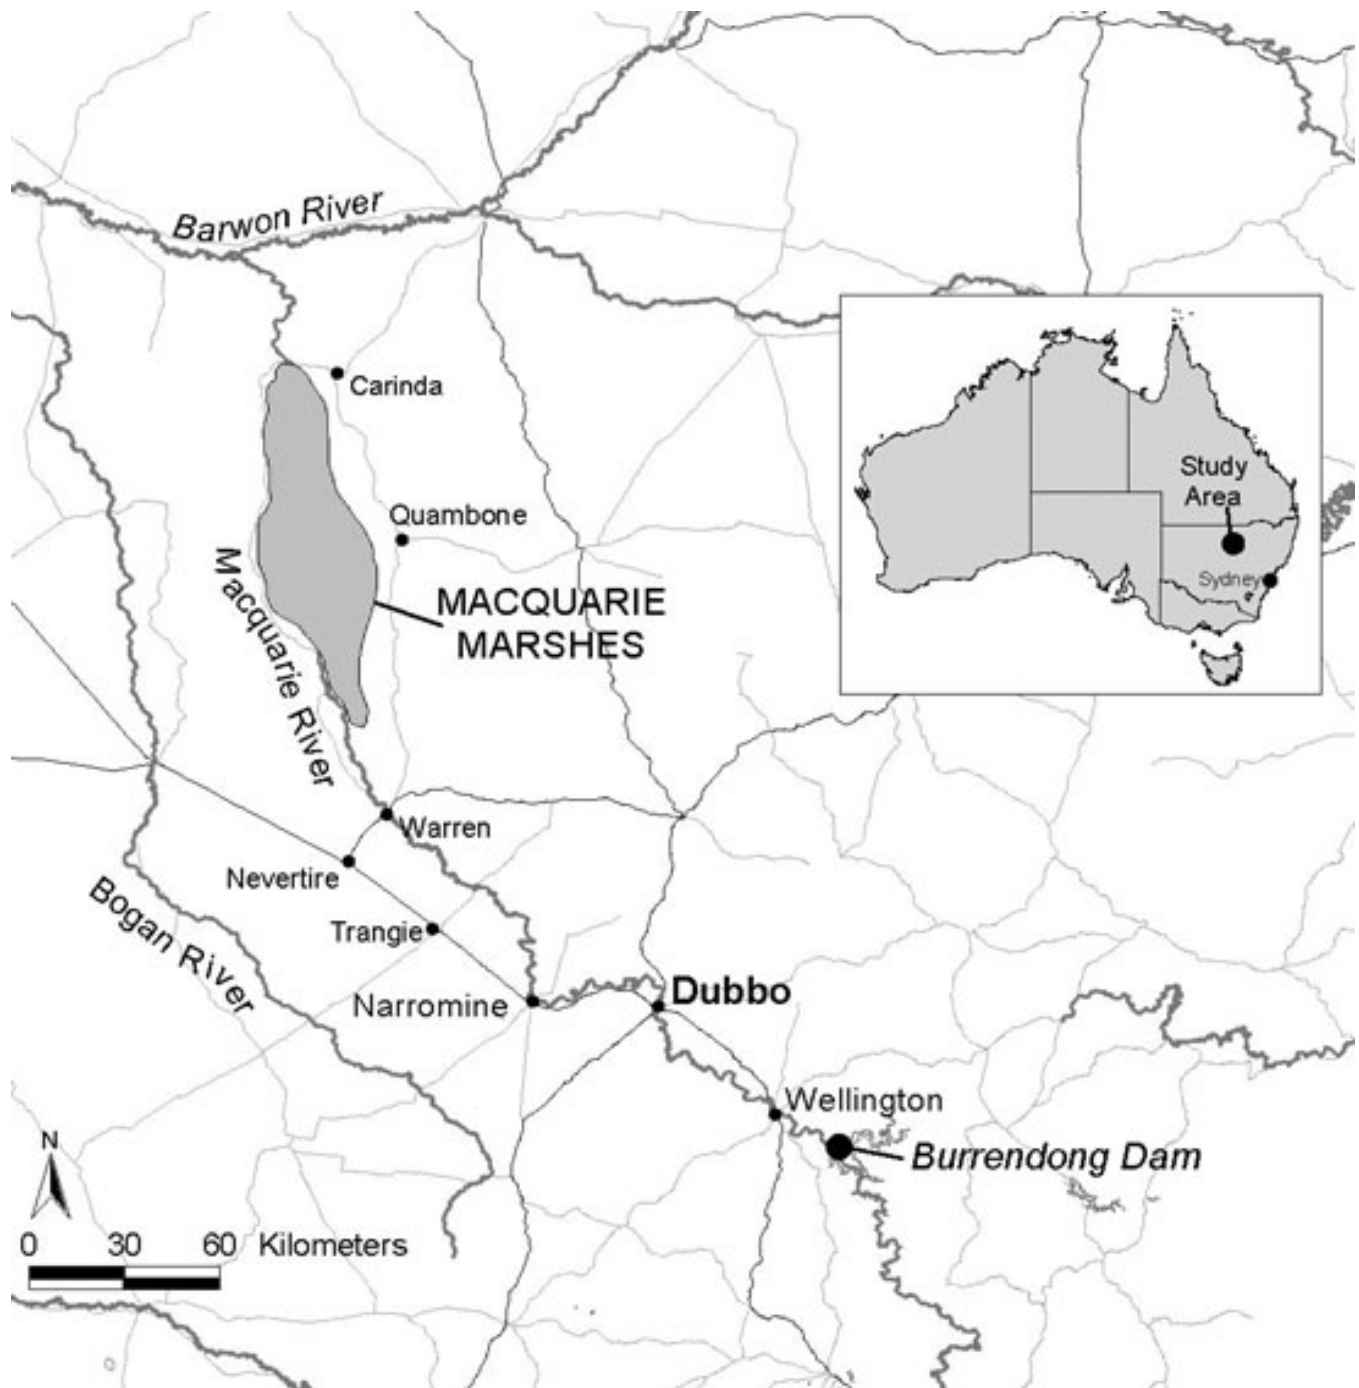 Barwon River
Carinda
Study
Area
Quambone
Sydney
MACQUARIE
MARSHES
Macquarie River
Warren
Nevertire
Bogan River
Trangie
Dubbo
Narromine
Wellington
N
Burrendong Dam
0 30 60 Kilometers